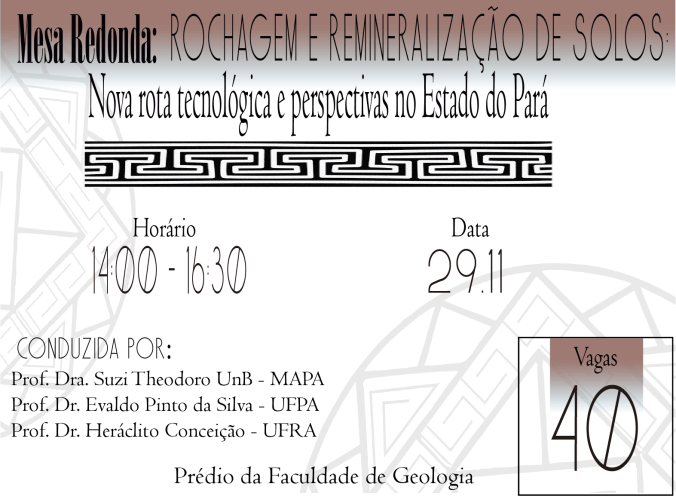 Mesa Redonda: ROCHAGEM E REMINERALIZAÇÃO DE SOLOS:
Nova rota tecnológica e perspectivas no Estado do Pará
Horário
14:00 - 16:30
Data
29.11
CONDUZIDA POR:
Prof. Dra. Suzi Theodoro UnB - MAPA
Prof. Dr. Evaldo Pinto da Silva - UFPA
Prof. Dr. Heráclito Conceição - UFRA
Vagas
40
Prédio da Faculdade de Geologia